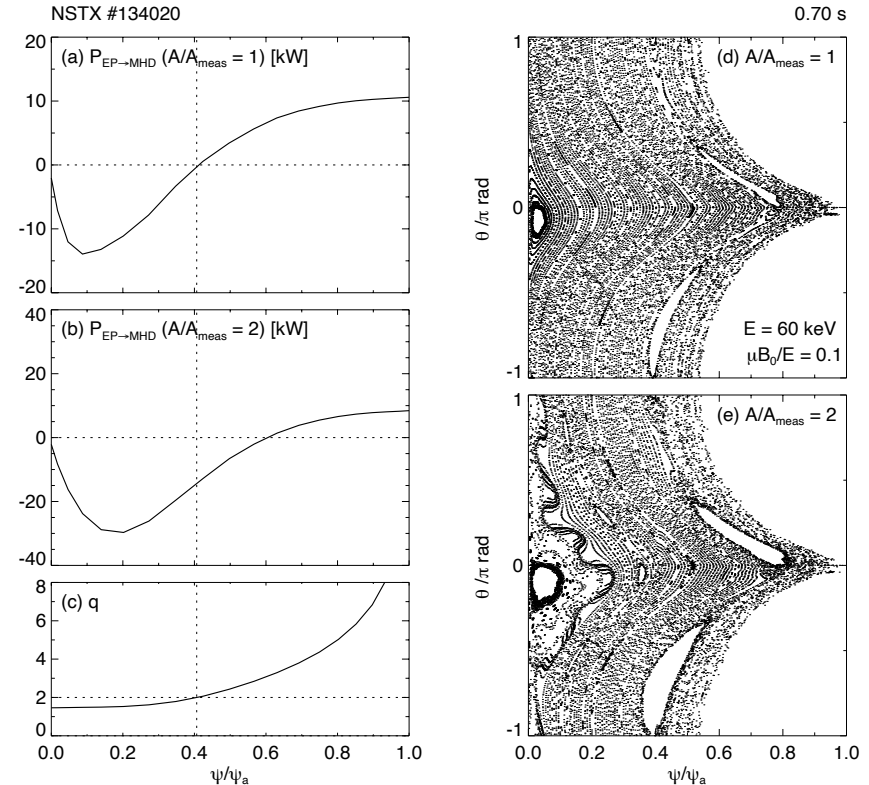 NSTX #134020
0.70 s
(a) P_EP→MHD (A/A_meas = 1) [kW]
20
10
0
-10
-20
(b) P_EP→MHD (A/A_meas = 2) [kW]
40
20
0
-20
-40
(c) q
8
6
4
2
0
0.0 0.2 0.4 0.6 0.8 1.0
ψ/ψ_a
(d) A/A_meas = 1
1
0
-1
θ/π rad
E = 60 keV
μB_0/E = 0.1
(e) A/A_meas = 2
1
0
-1
θ/π rad
0.0 0.2 0.4 0.6 0.8 1.0
ψ/ψ_a